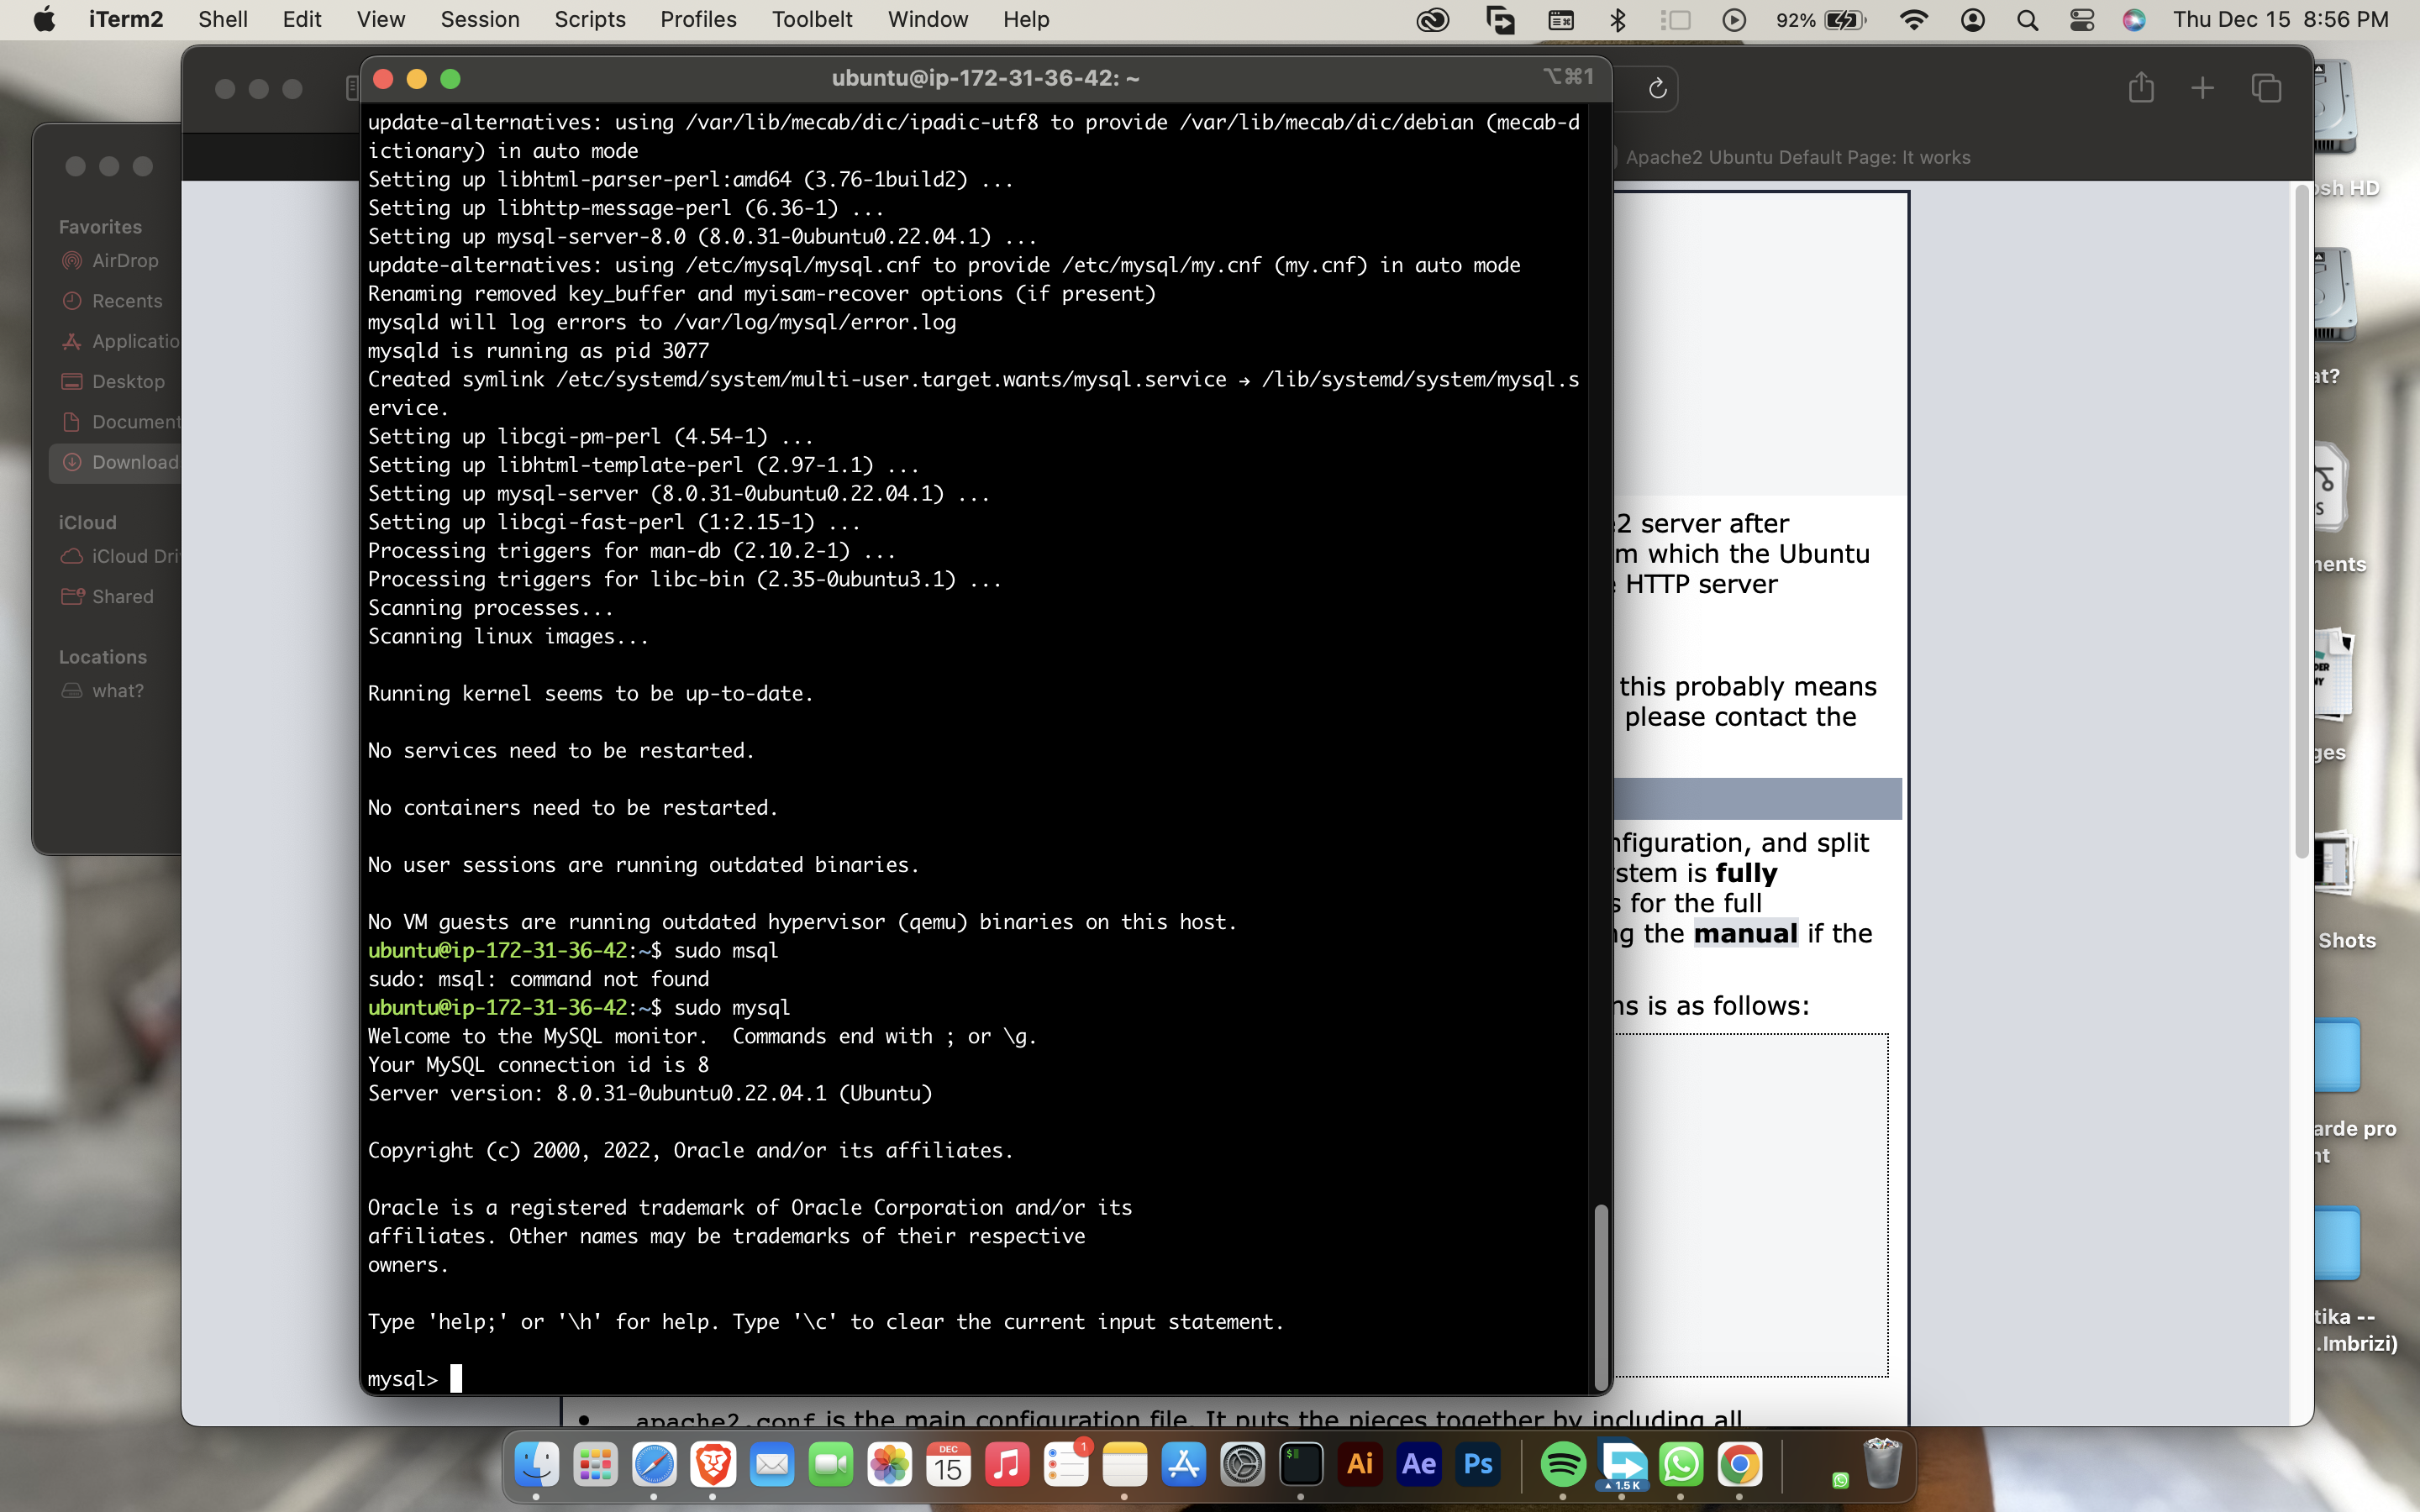 iTerm2 Shell Edit View Session Scripts Profiles Toolbelt Window Help 92% Thu Dec 15 8:56 PM
ubuntu@ip-172-31-36-42: ~ ⌥⌘1
update-alternatives: using /var/lib/mecab/dic/ipadic-utf8 to provide /var/lib/mecab/dic/debian (mecab-d
ictionary) in auto mode
Setting up libhtml-parser-perl:amd64 (3.76-1build2) ...
Setting up libhttp-message-perl (6.36-1) ...
Setting up mysql-server-8.0 (8.0.31-0ubuntu0.22.04.1) ...
update-alternatives: using /etc/mysql/mysql.cnf to provide /etc/mysql/my.cnf (my.cnf) in auto mode
Renaming removed key_buffer and myisam-recover options (if present)
mysqld will log errors to /var/log/mysql/error.log
mysqld is running as pid 3077
Created symlink /etc/systemd/system/multi-user.target.wants/mysql.service → /lib/systemd/system/mysql.s
ervice.
Setting up libcgi-pm-perl (4.54-1) ...
Setting up libhtml-template-perl (2.97-1.1) ...
Setting up mysql-server (8.0.31-0ubuntu0.22.04.1) ...
Setting up libcgi-fast-perl (1:2.15-1) ...
Processing triggers for man-db (2.10.2-1) ...
Processing triggers for libc-bin (2.35-0ubuntu3.1) ...
Scanning processes...
Scanning linux images...
Running kernel seems to be up-to-date.
No services need to be restarted.
No containers need to be restarted.
No user sessions are running outdated binaries.
No VM guests are running outdated hypervisor (qemu) binaries on this host.
ubuntu@ip-172-31-36-42:~$ sudo msql
sudo: msql: command not found
ubuntu@ip-172-31-36-42:~$ sudo mysql
Welcome to the MySQL monitor.  Commands end with ; or \g.
Your MySQL connection id is 8
Server version: 8.0.31-0ubuntu0.22.04.1 (Ubuntu)
Copyright (c) 2000, 2022, Oracle and/or its affiliates.
Oracle is a registered trademark of Oracle Corporation and/or its
affiliates. Other names may be trademarks of their respective
owners.
Type 'help;' or '\h' for help. Type '\c' to clear the current input statement.
mysql>
Favorites
AirDrop
Recents
Applicatio
Desktop
Document
Download
iCloud
iCloud Dri
Shared
Locations
what?
Apache2 Ubuntu Default Page: It works
e2 server after
m which the Ubuntu
HTTP server
this probably means
please contact the
nfiguration, and split
stem is fully
s for the full
ng the manual if the
ns is as follows:
apache2.conf is the main configuration file. It puts the pieces together by including all
osh HD
at?
S
nents
ges
Shots
arde pro
nt
tika --
.Imbrizi)
DEC
15
1
Ai
Ae
Ps
1.5 K